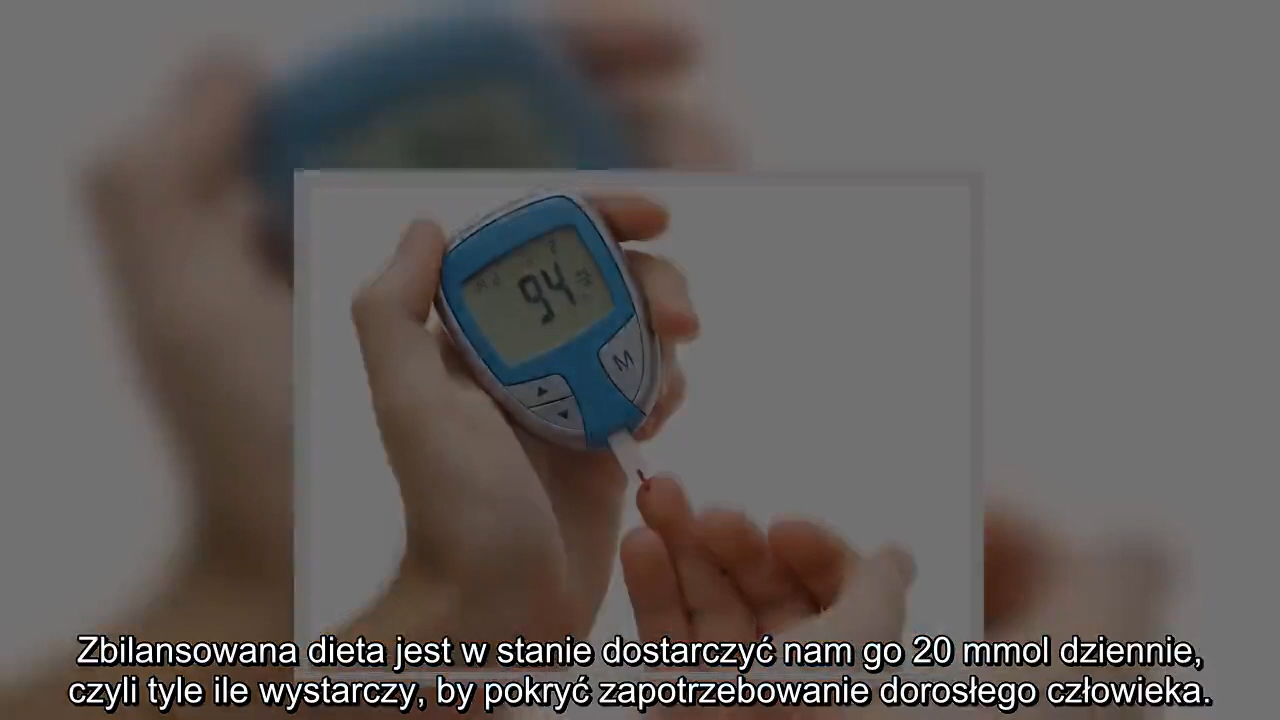 94
M
Zbilansowana dieta jest w stanie dostarczyć nam go 20 mmol dziennie,
czyli tyle ile wystarczy, by pokryć zapotrzebowanie dorosłego człowieka.